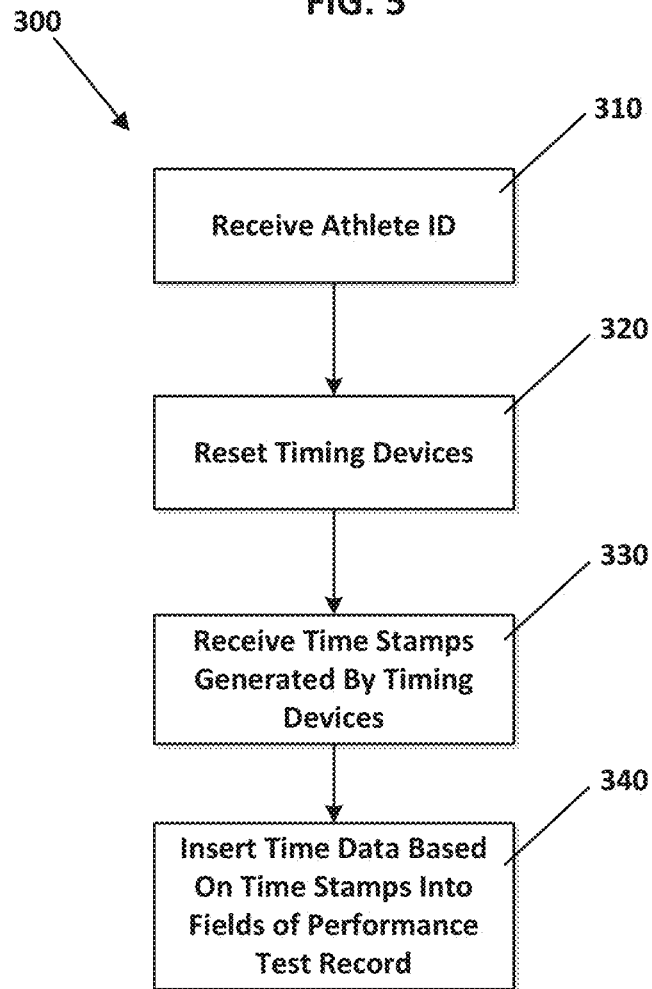 FIG.
300
310
Receive Athlete ID
320
Reset Timing Devices
330
Receive Time Stamps
Generated By Timing
Devices
340
Insert Time Data Based
On Time Stamps Into
Fields of Performance
Test Record